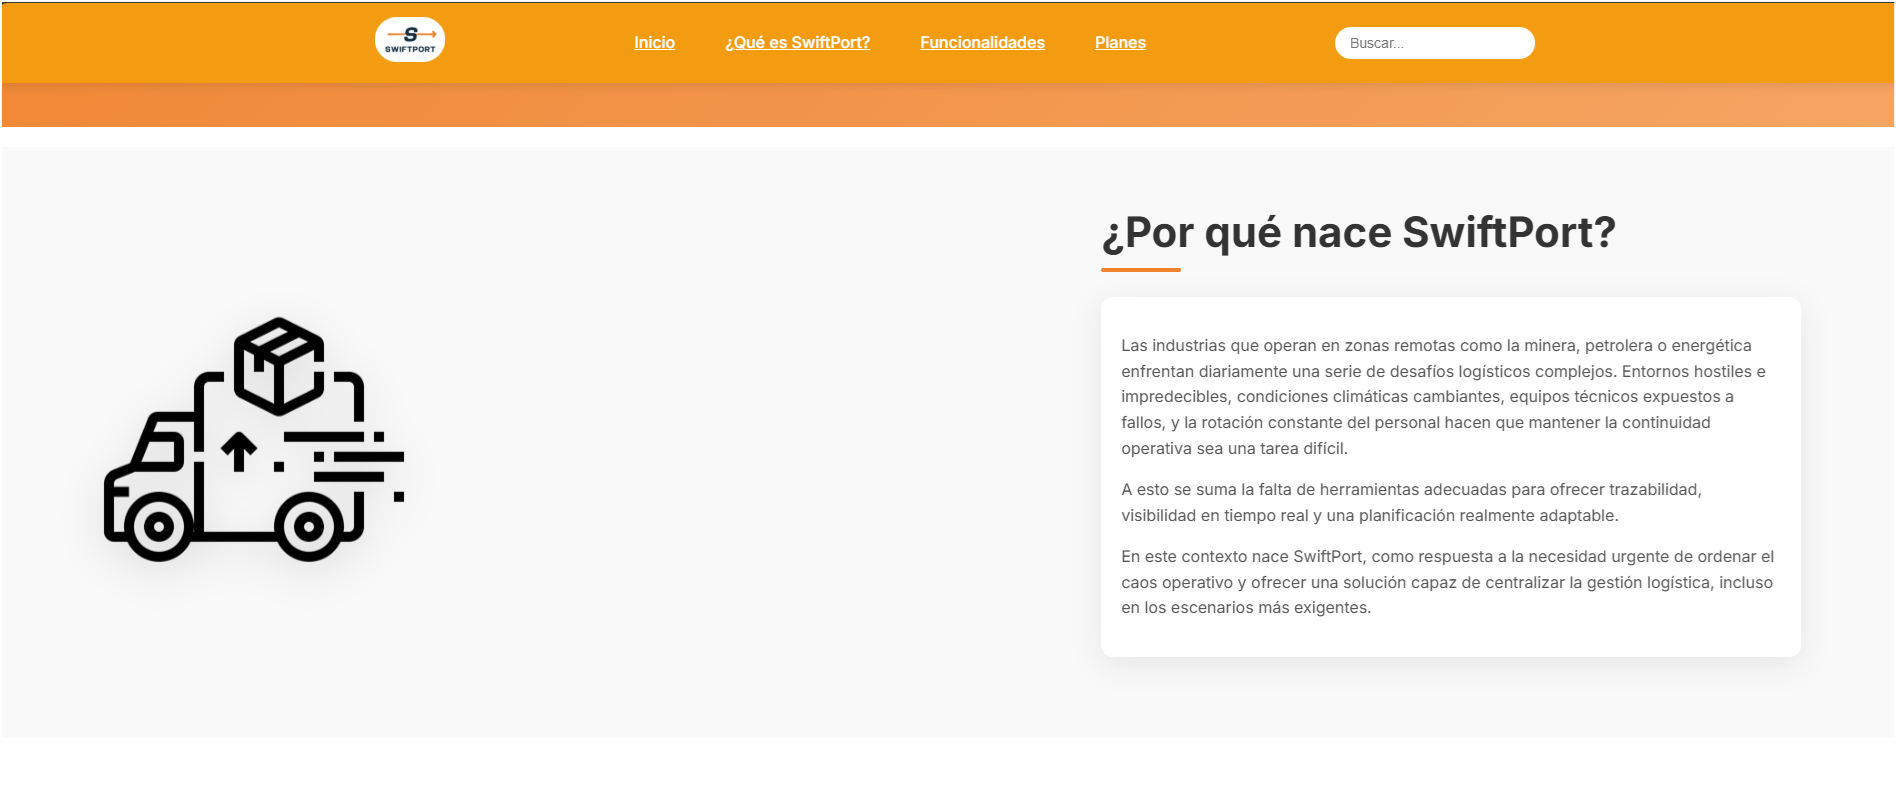 S
SWIFTPORT
Inicio
¿Qué es SwiftPort?
Funcionalidades
Planes
Buscar...
¿Por qué nace SwiftPort?
Las industrias que operan en zonas remotas como la minera, petrolera o energética
enfrentan diariamente una serie de desafíos logísticos complejos. Entornos hostiles e
impredecibles, condiciones climáticas cambiantes, equipos técnicos expuestos a
fallos, y la rotación constante del personal hacen que mantener la continuidad
operativa sea una tarea difícil.
A esto se suma la falta de herramientas adecuadas para ofrecer trazabilidad,
visibilidad en tiempo real y una planificación realmente adaptable.
En este contexto nace SwiftPort, como respuesta a la necesidad urgente de ordenar el
caos operativo y ofrecer una solución capaz de centralizar la gestión logística, incluso
en los escenarios más exigentes.